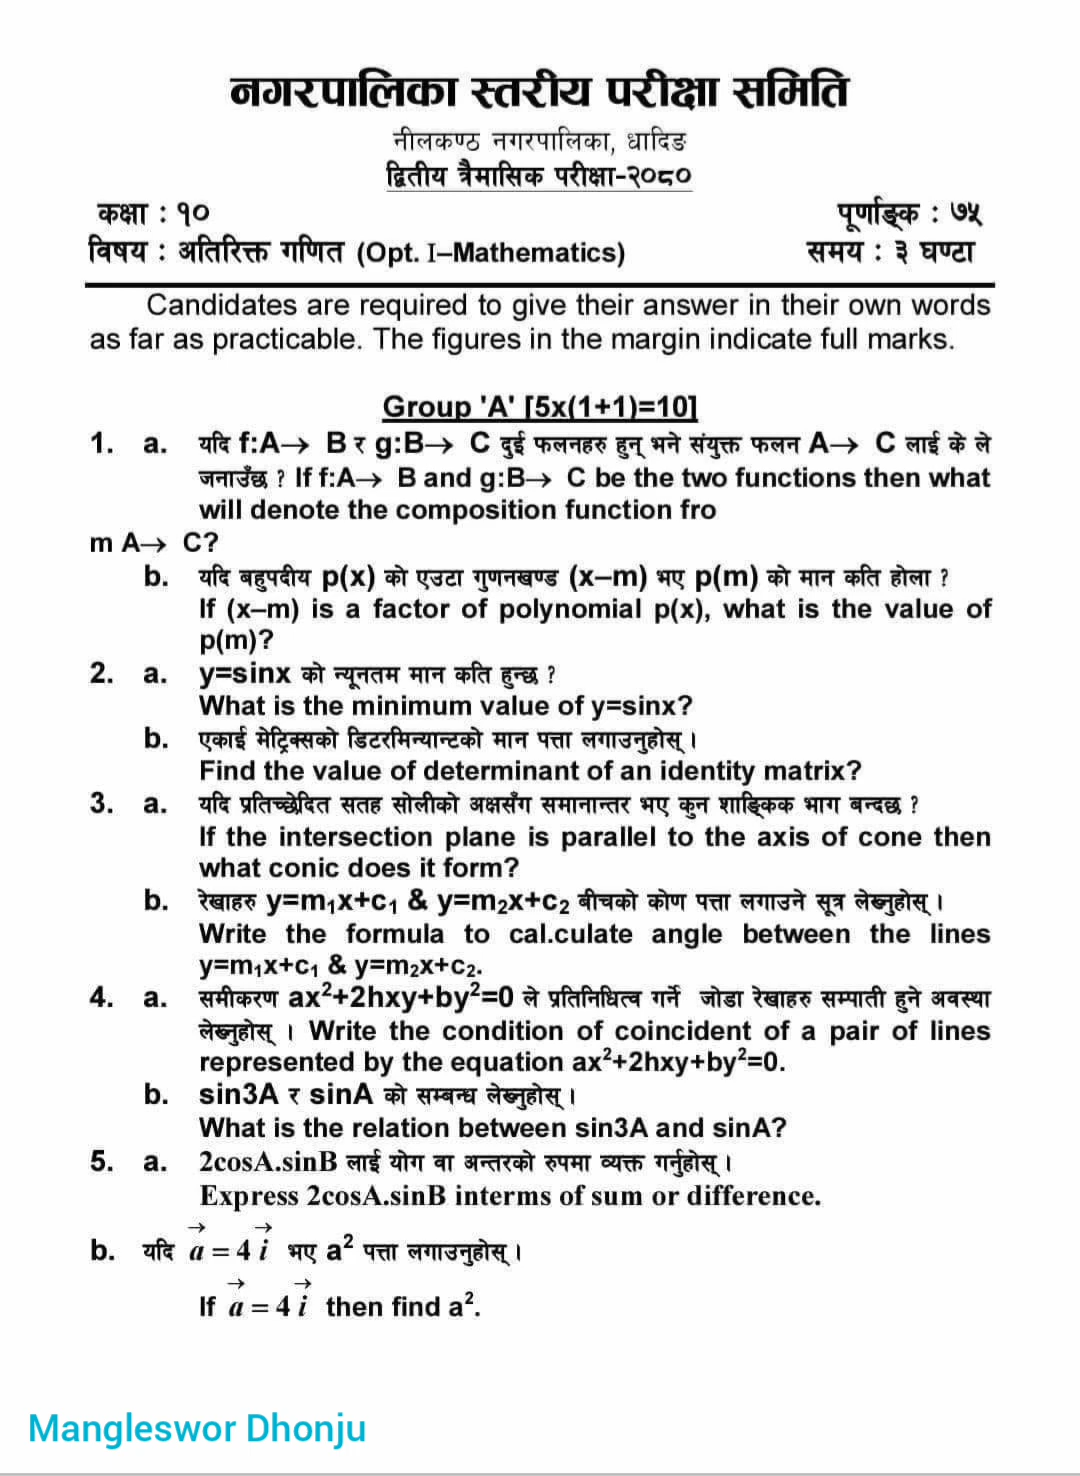 नगरपालिका स्तरीय परीक्षा समिति
नीलकण्ठ नगरपालिका, धादिङ
द्वितीय त्रैमासिक परीक्षा-२०८०
कक्षा : १०
पूर्णाङ्क : ७५
विषय : अतिरिक्त गणित (Opt. I–Mathematics)
समय : ३ घण्टा
Candidates are required to give their answer in their own words
as far as practicable. The figures in the margin indicate full marks.
Group 'A' [5x(1+1)=10]
1. a. यदि f:A→ B र g:B→ C दुई फलनहरु हुन् भने संयुक्त फलन A→ C लाई के ले
जनाउँछ ? If f:A→ B and g:B→ C be the two functions then what
will denote the composition function fro
m A→ C?
b. यदि बहुपदीय p(x) को एउटा गुणनखण्ड (x–m) भए p(m) को मान कति होला ?
If (x–m) is a factor of polynomial p(x), what is the value of
p(m)?
2. a. y=sinx को न्यूनतम मान कति हुन्छ ?
What is the minimum value of y=sinx?
b. एकाई मेट्रिक्सको डिटरमिन्यान्टको मान पत्ता लगाउनुहोस् ।
Find the value of determinant of an identity matrix?
3. a. यदि प्रतिच्छेदित सतह सोलीको अक्षसँग समानान्तर भए कुन शाङ्किक भाग बन्दछ ?
If the intersection plane is parallel to the axis of cone then
what conic does it form?
b. रेखाहरु y=m₁x+c₁ & y=m₂x+c₂ बीचको कोण पत्ता लगाउने सूत्र लेख्नुहोस् ।
Write the formula to cal.culate angle between the lines
y=m₁x+c₁ & y=m₂x+c₂.
4. a. समीकरण ax²+2hxy+by²=0 ले प्रतिनिधित्व गर्ने जोडा रेखाहरु सम्पाती हुने अवस्था
लेख्नुहोस् । Write the condition of coincident of a pair of lines
represented by the equation ax²+2hxy+by²=0.
b. sin3A र sinA को सम्बन्ध लेख्नुहोस् ।
What is the relation between sin3A and sinA?
5. a. 2cosA.sinB लाई योग वा अन्तरको रुपमा व्यक्त गर्नुहोस् ।
Express 2cosA.sinB interms of sum or difference.
b. यदि a⃗ = 4 i⃗ भए a² पत्ता लगाउनुहोस् ।
If a⃗ = 4 i⃗ then find a².
Mangleswor Dhonju